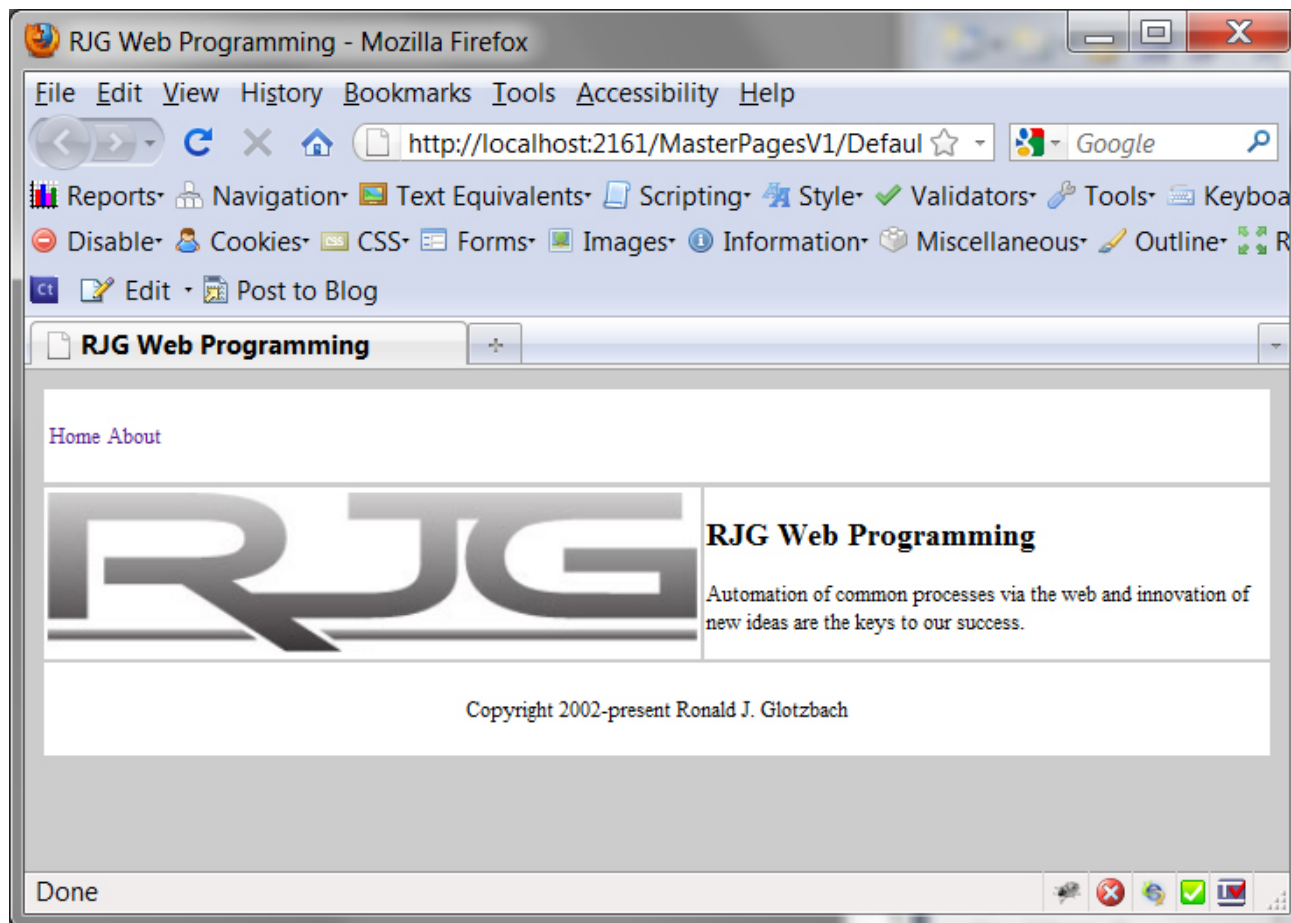 RJG Web Programming - Mozilla Firefox
File Edit View History Bookmarks Tools Accessibility Help
http://localhost:2161/MasterPagesV1/Defaul Google
Reports Navigation Text Equivalents Scripting Style Validators Tools Keyboa
Disable Cookies CSS Forms Images Information Miscellaneous Outline R
Ct Edit Post to Blog
RJG Web Programming
Home About
RJG
RJG Web Programming
Automation of common processes via the web and innovation of
new ideas are the keys to our success.
Copyright 2002-present Ronald J. Glotzbach
Done